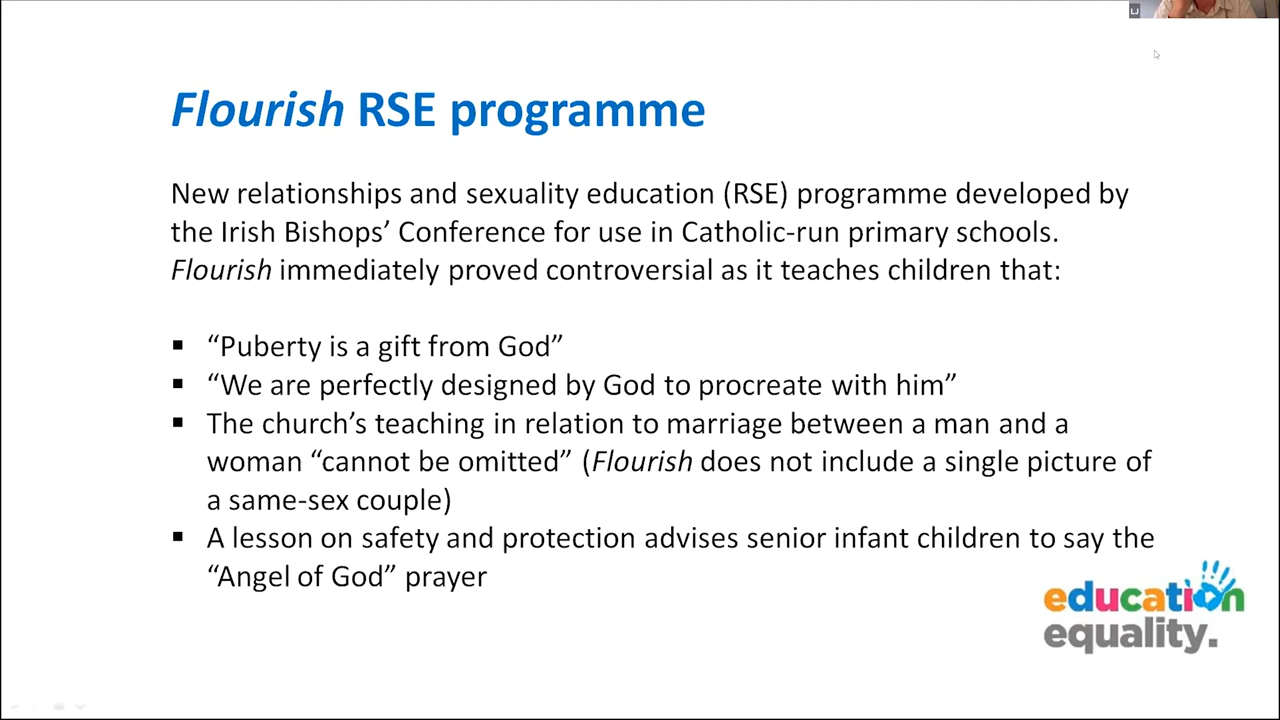 Flourish RSE programme
New relationships and sexuality education (RSE) programme developed by
the Irish Bishops’ Conference for use in Catholic-run primary schools.
Flourish immediately proved controversial as it teaches children that:
▪ “Puberty is a gift from God”
▪ “We are perfectly designed by God to procreate with him”
▪ The church’s teaching in relation to marriage between a man and a
woman “cannot be omitted” (Flourish does not include a single picture of
a same-sex couple)
▪ A lesson on safety and protection advises senior infant children to say the
“Angel of God” prayer
education
equality.